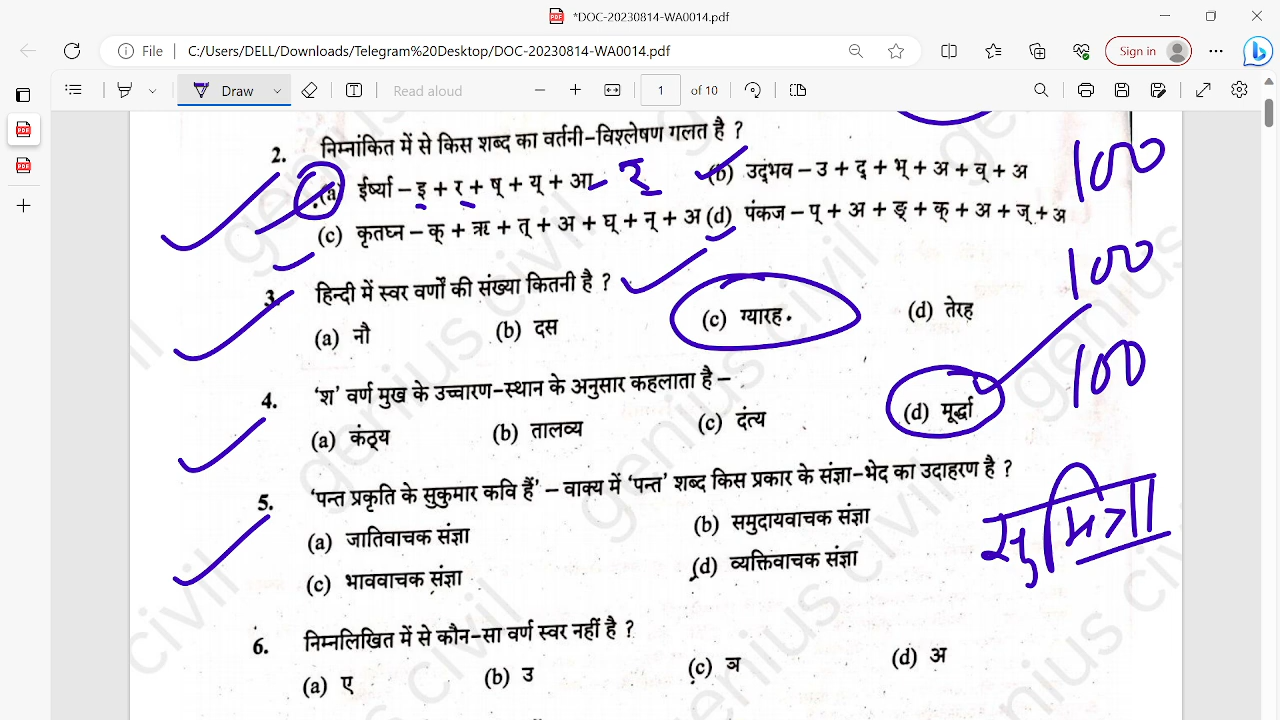 *DOC-20230814-WA0014.pdf
File C:/Users/DELL/Downloads/Telegram%20Desktop/DOC-20230814-WA0014.pdf Sign in
Draw Read aloud 1 of 10
2. निम्नांकित में से किस शब्द का वर्तनी-विश्लेषण गलत है ?
(a) ईर्ष्या – इ + र् + ष् + य् + आ (b) उद्भव – उ + द् + भ् + अ + व् + अ 100
(c) कृतघ्न – क् + ऋ + त् + अ + घ् + न् + अ (d) पंकज – प् + अ + ङ् + क् + अ + ज् + अ
3. हिन्दी में स्वर वर्णों की संख्या कितनी है ? 100
(a) नौ (b) दस (c) ग्यारह . (d) तेरह
4. 'श' वर्ण मुख के उच्चारण-स्थान के अनुसार कहलाता है – 100
(a) कंठ्य (b) तालव्य (c) दंत्य (d) मूर्द्धा
5. 'पन्त प्रकृति के सुकुमार कवि हैं' – वाक्य में 'पन्त' शब्द किस प्रकार के संज्ञा-भेद का उदाहरण है ?
(a) जातिवाचक संज्ञा (b) समुदायवाचक संज्ञा सुमित्रा
(c) भाववाचक संज्ञा (d) व्यक्तिवाचक संज्ञा
6. निम्नलिखित में से कौन-सा वर्ण स्वर नहीं है ?
(a) ए (b) उ (c) ञ (d) अ
genius civil